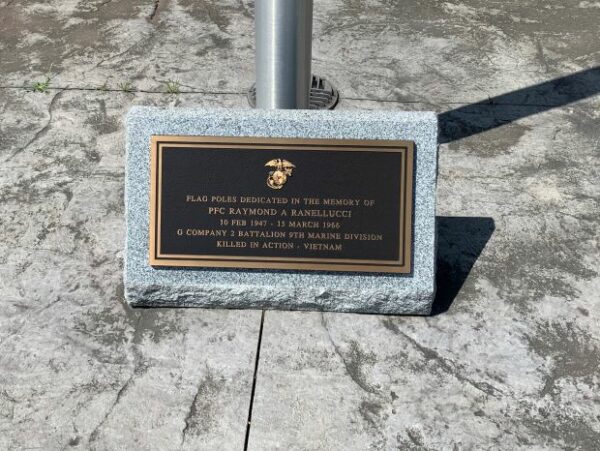 FLAG POLES DEDICATED IN THE MEMORY OF
PFC RAYMOND A RANELLUCCI
10 FEB 1947 - 15 MARCH 1966
G COMPANY 2 BATTALION 9TH MARINE DIVISION
KILLED IN ACTION - VIETNAM